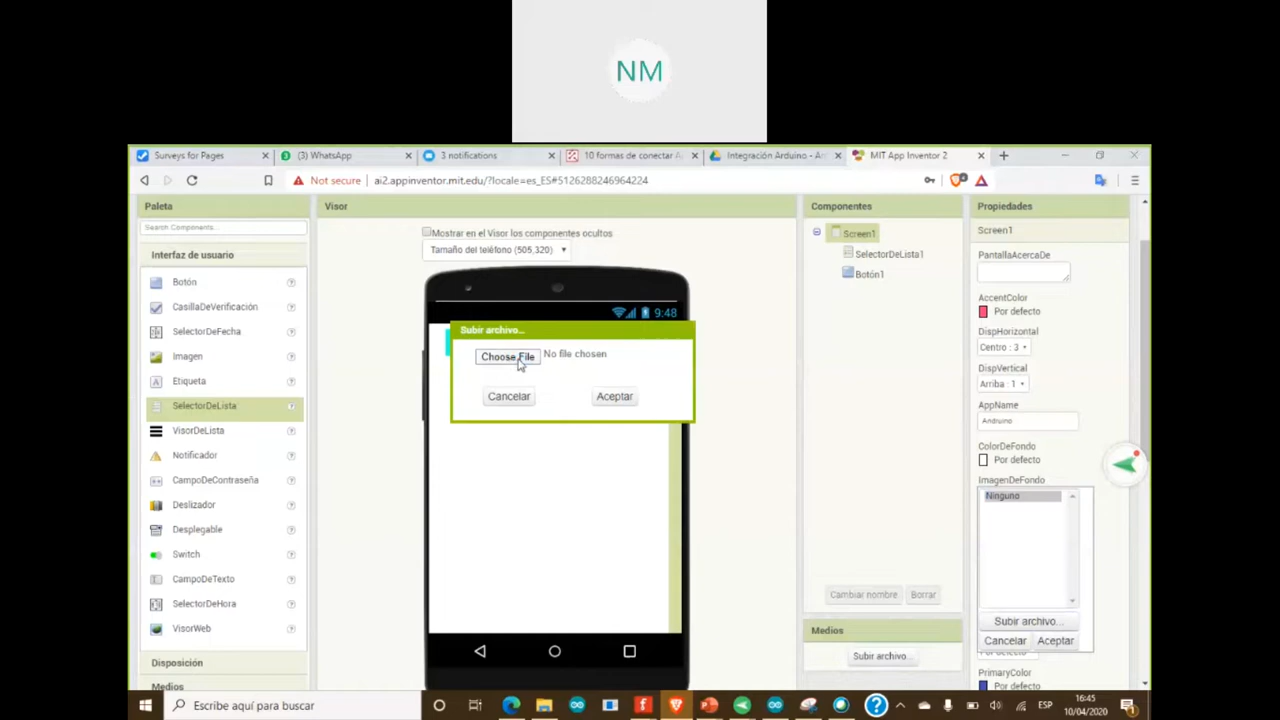 NM
Surveys for Pages
(3) WhatsApp
3 notifications
10 formas de conectar
Integración Arduino -
MIT App Inventor 2
Not secure
ai2.appinventor.mit.edu/?locale=es_ES#5126288246964224
Paleta
Search Components...
Interfaz de usuario
Botón
CasillaDeVerificación
SelectorDeFecha
Imagen
Etiqueta
SelectorDeLista
VisorDeLista
Notificador
CampoDeContraseña
Deslizador
Desplegable
Switch
CampoDeTexto
SelectorDeHora
VisorWeb
Disposición
Medios
Visor
Mostrar en el Visor los componentes ocultos
Tamaño del teléfono (505,320)
9:48
Subir archivo...
Choose File
No file chosen
Cancelar
Aceptar
Componentes
Screen1
SelectorDeLista1
Botón1
Cambiar nombre
Borrar
Medios
Subir archivo...
Propiedades
Screen1
PantallaAcercaDe
AccentColor
Por defecto
DispHorizontal
Centro : 3
DispVertical
Arriba : 1
AppName
Andruino
ColorDeFondo
Por defecto
ImagenDeFondo
Ninguno
Subir archivo...
Cancelar
Aceptar
PrimaryColor
Por defecto
Escribe aquí para buscar
ESP
16:45
10/04/2020